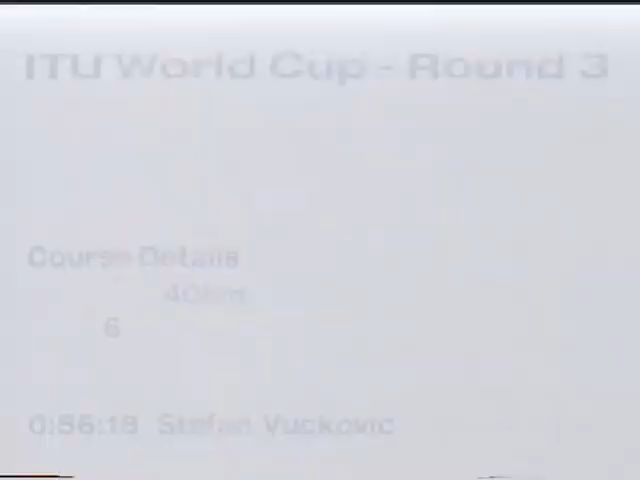 ITU World Cup - Round 3
Course Details
40km
6
0:56:18 Stefan Vuckovic